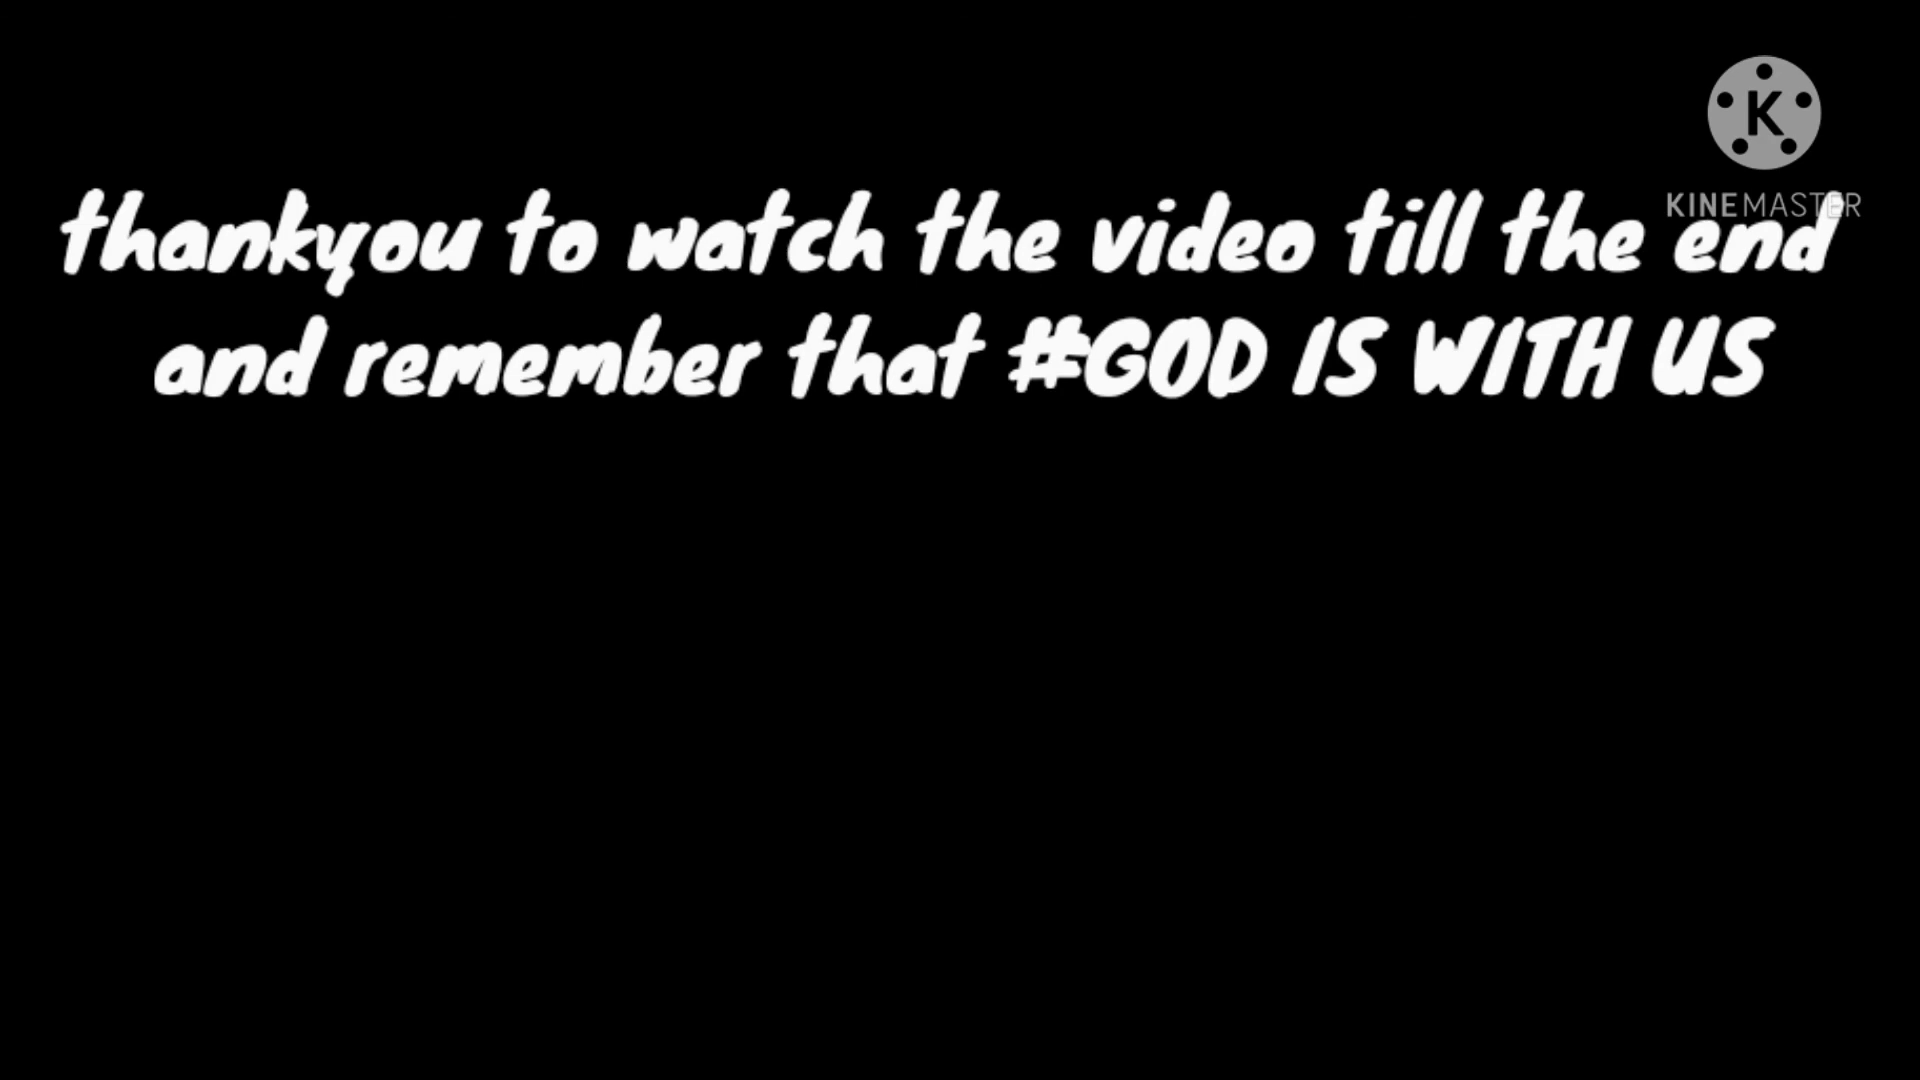 K
KINEMASTER
thankyou to watch the video till the end
and remember that #GOD IS WITH US